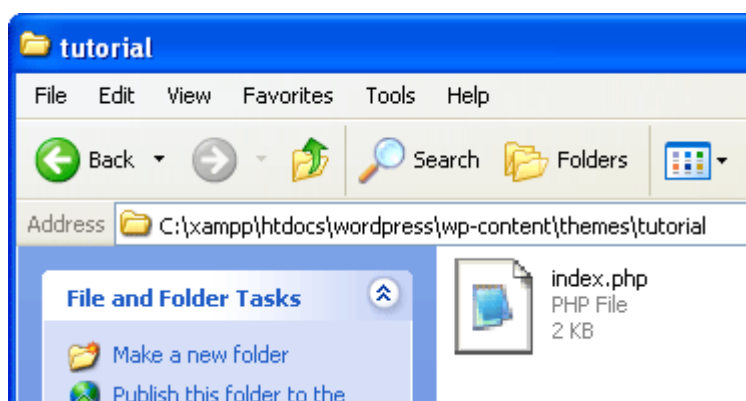 tutorial
File Edit View Favorites Tools Help
Back Search Folders
Address C:\xampp\htdocs\wordpress\wp-content\themes\tutorial
File and Folder Tasks
Make a new folder
Publish this folder to the
index.php
PHP File
2 KB